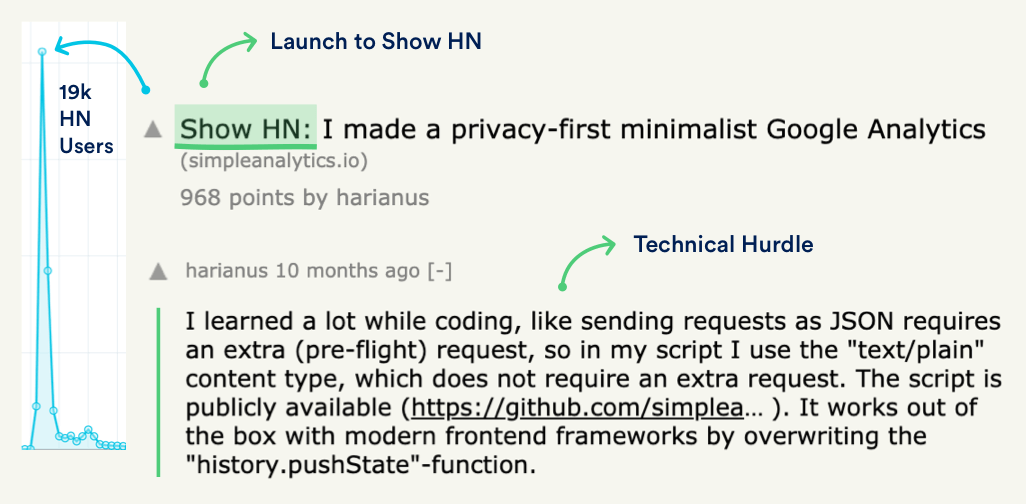 Launch to Show HN
19k
HN
Users
Show HN: I made a privacy-first minimalist Google Analytics
(simpleanalytics.io)
968 points by harianus
Technical Hurdle
harianus 10 months ago [-]
I learned a lot while coding, like sending requests as JSON requires
an extra (pre-flight) request, so in my script I use the "text/plain"
content type, which does not require an extra request. The script is
publicly available (https://github.com/simplea... ). It works out of
the box with modern frontend frameworks by overwriting the
"history.pushState"-function.